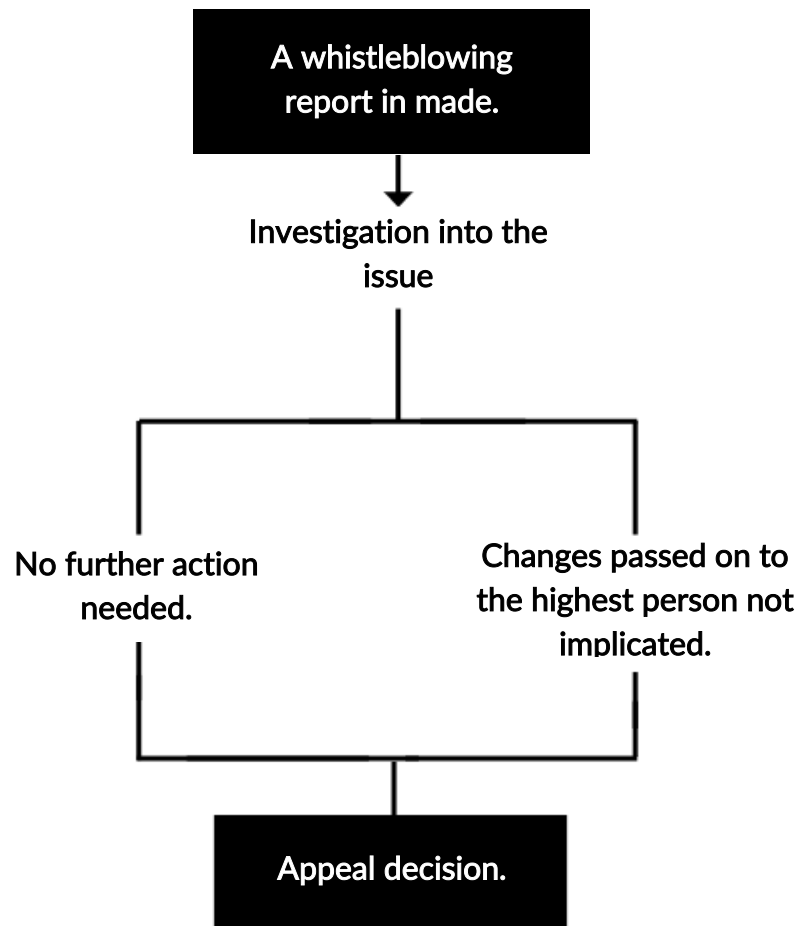 A whistleblowing
report in made.
Investigation into the
issue
No further action
needed.
Changes passed on to
the highest person not
implicated.
Appeal decision.